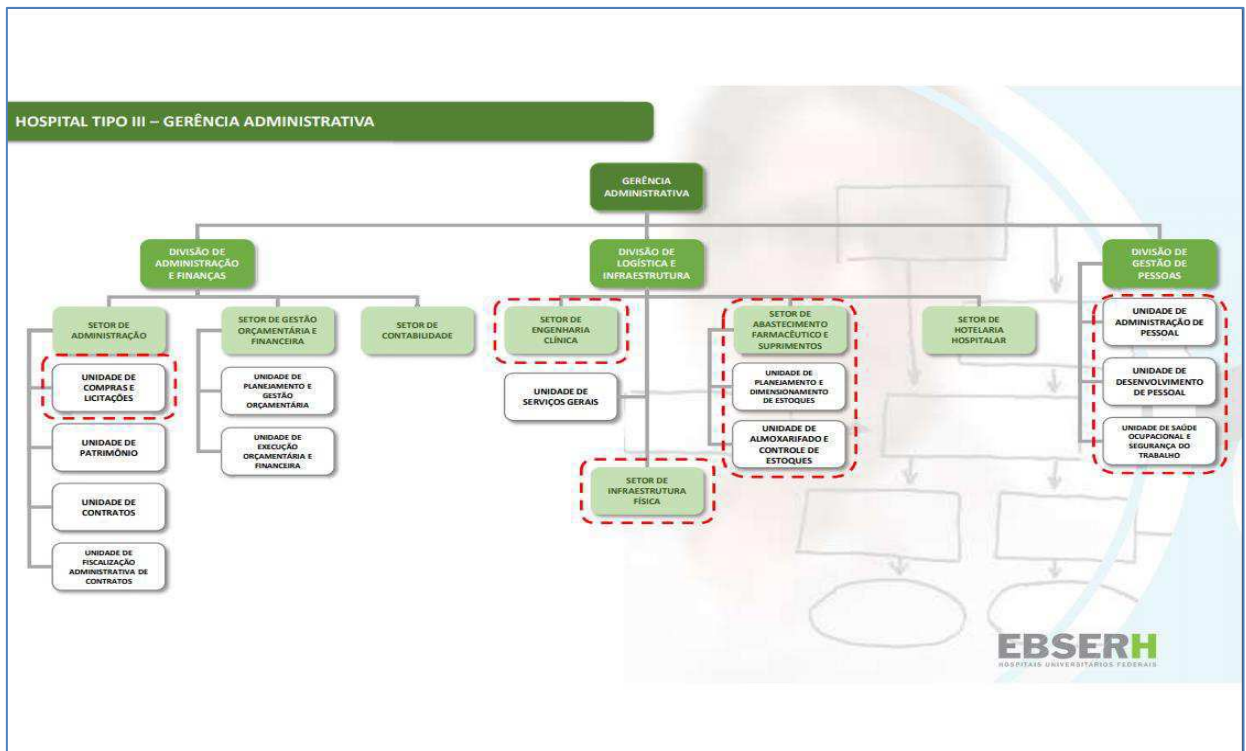 HOSPITAL TIPO III – GERÊNCIA ADMINISTRATIVA
GERÊNCIA
ADMINISTRATIVA
DIVISÃO DE
ADMINISTRAÇÃO
E FINANÇAS
DIVISÃO DE
LOGÍSTICA E
INFRAESTRUTURA
DIVISÃO DE
GESTÃO DE
PESSOAS
SETOR DE
ADMINISTRAÇÃO
SETOR DE GESTÃO
ORÇAMENTÁRIA E
FINANCEIRA
SETOR DE
CONTABILIDADE
SETOR DE
ENGENHARIA
CLÍNICA
SETOR DE
ABASTECIMENTO
FARMACÊUTICO E
SUPRIMENTOS
SETOR DE
HOTELARIA
HOSPITALAR
UNIDADE DE
ADMINISTRAÇÃO DE
PESSOAL
UNIDADE DE
COMPRAS E
LICITAÇÕES
UNIDADE DE
PLANEJAMENTO E
GESTÃO
ORÇAMENTÁRIA
UNIDADE DE
SERVIÇOS GERAIS
UNIDADE DE
PLANEJAMENTO E
DIMENSIONAMENTO
DE ESTOQUES
UNIDADE DE
DESENVOLVIMENTO
DE PESSOAL
UNIDADE DE
PATRIMÔNIO
UNIDADE DE
EXECUÇÃO
ORÇAMENTÁRIA E
FINANCEIRA
UNIDADE DE
ALMOXARIFADO E
CONTROLE DE
ESTOQUES
UNIDADE DE SAÚDE
OCUPACIONAL E
SEGURANÇA DO
TRABALHO
SETOR DE
INFRAESTRUTURA
FÍSICA
UNIDADE DE
CONTRATOS
UNIDADE DE
FISCALIZAÇÃO
ADMINISTRATIVA DE
CONTRATOS
EBSERH
HOSPITAIS UNIVERSITÁRIOS FEDERAIS